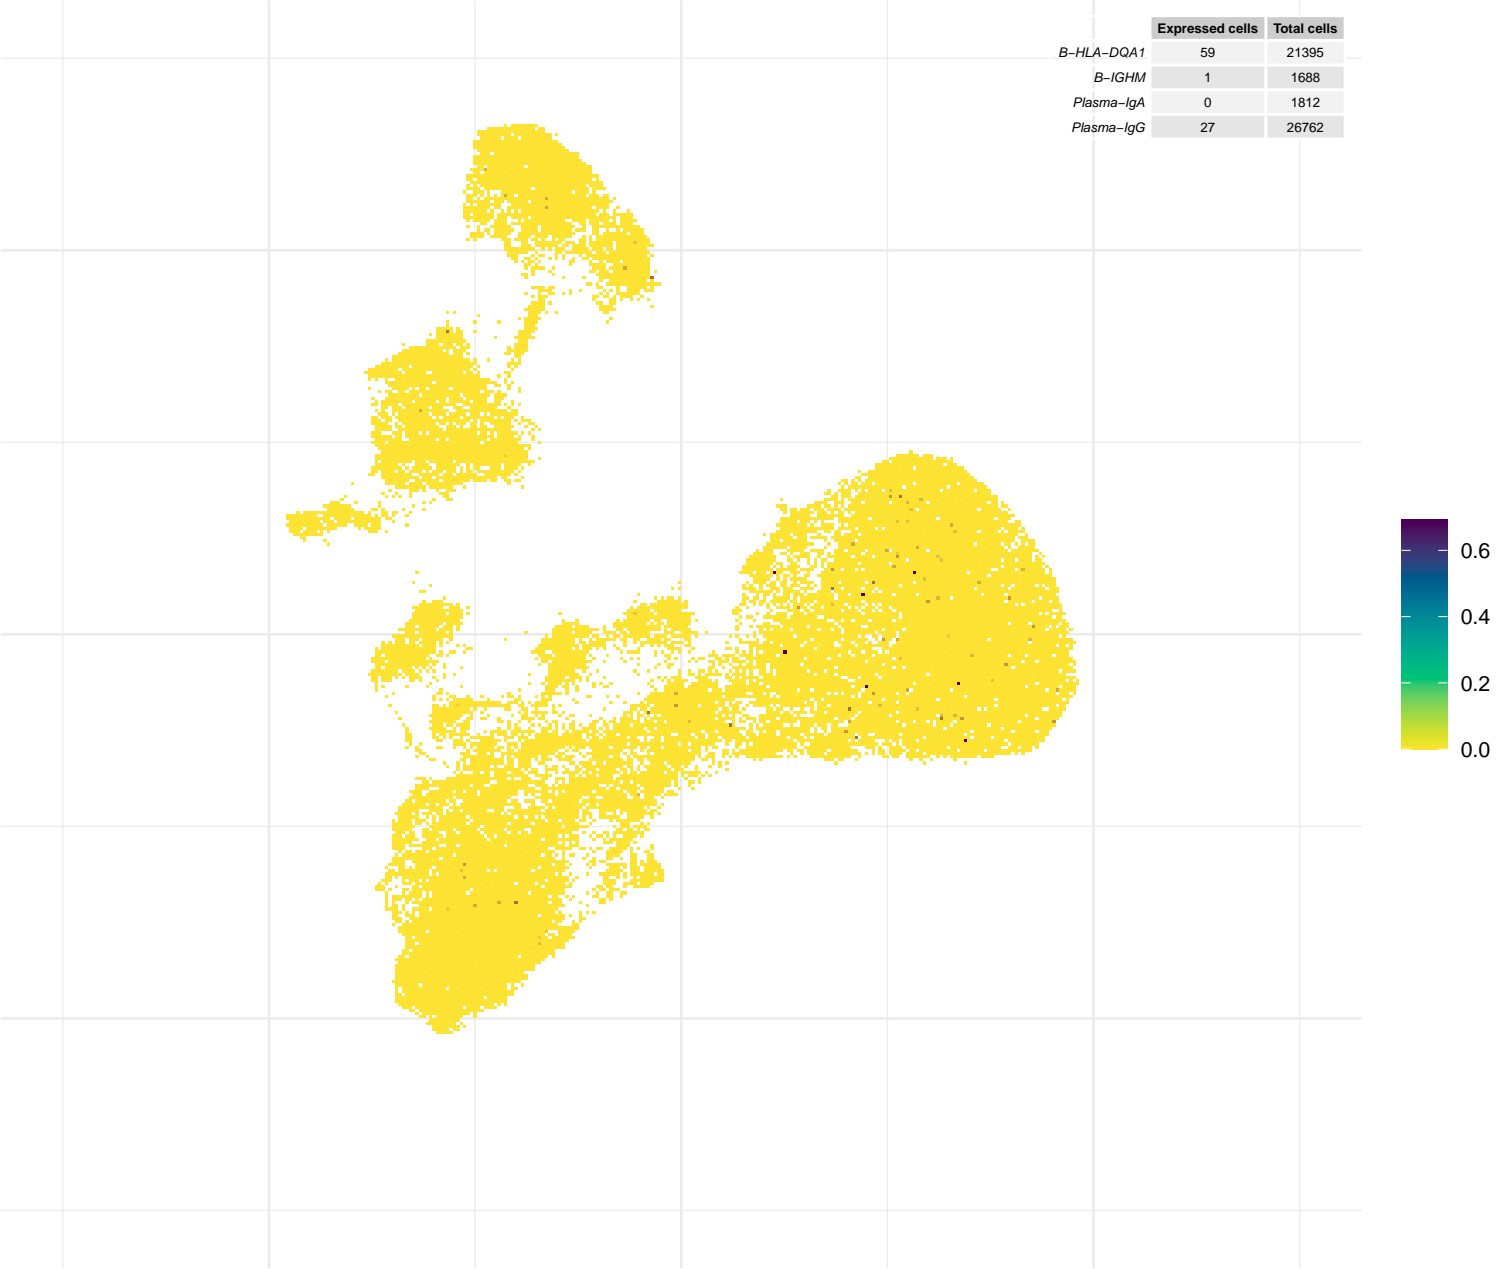 Expressed cells Total cells
B−HLA−DQA1 59 21395
B−IGHM 1 1688
Plasma−IgA 0 1812
Plasma−IgG 27 26762
0.6
0.4
0.2
0.0